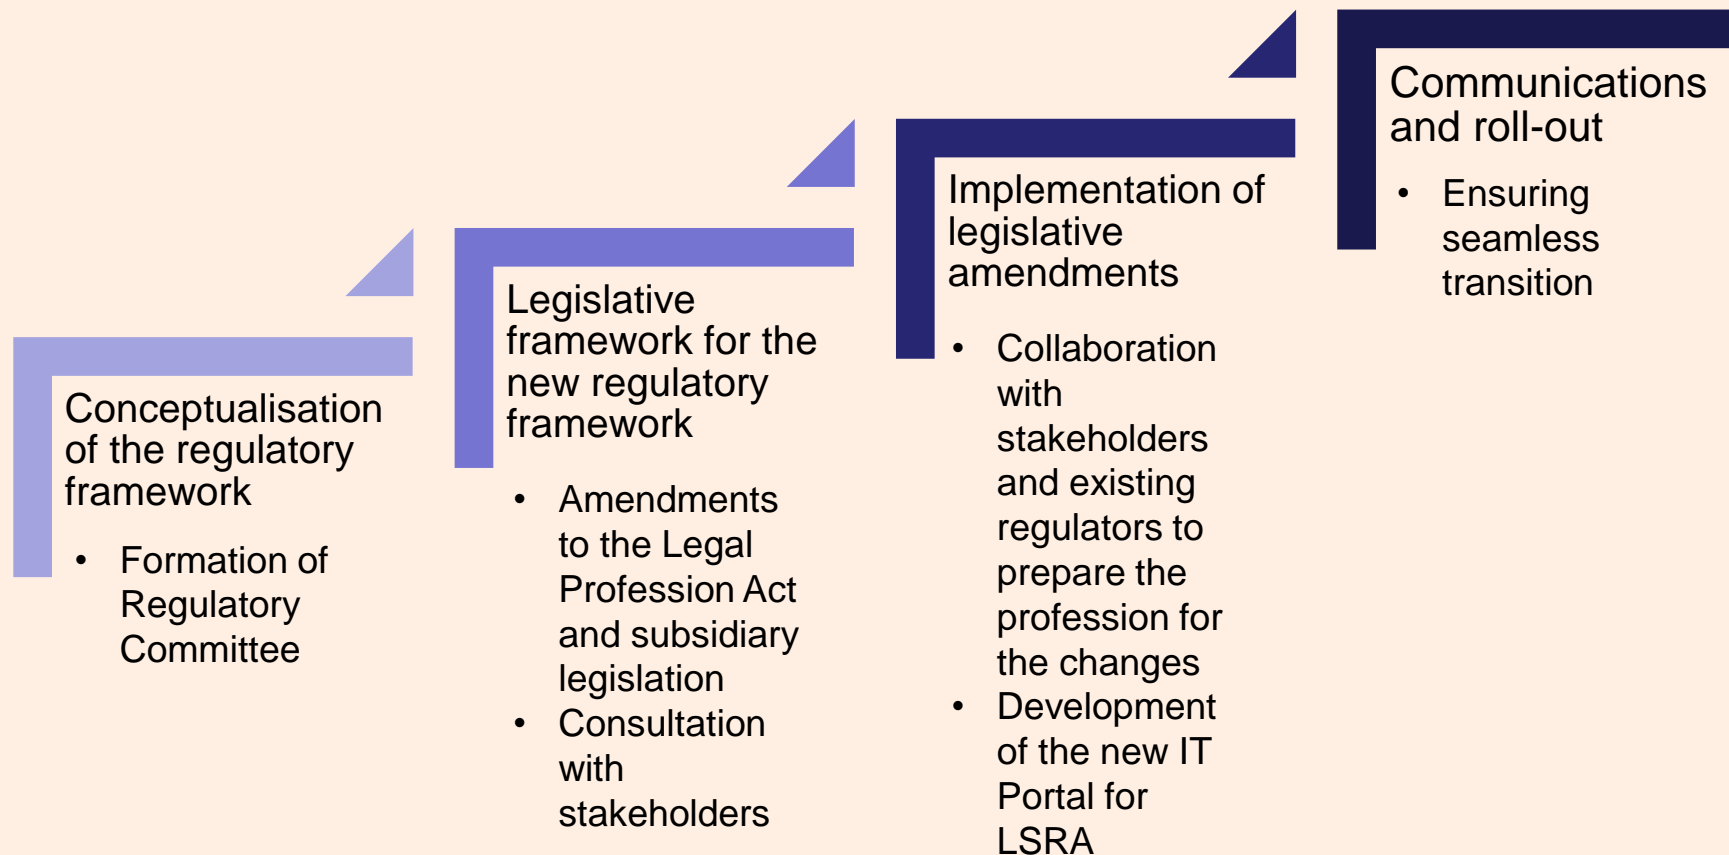 Conceptualisation
of the regulatory
framework
• Formation of
Regulatory
Committee
Legislative
framework for the
new regulatory
framework
• Amendments
to the Legal
Profession Act
and subsidiary
legislation
• Consultation
with
stakeholders
Implementation of
legislative
amendments
• Collaboration
with
stakeholders
and existing
regulators to
prepare the
profession for
the changes
• Development
of the new IT
Portal for
LSRA
Communications
and roll-out
• Ensuring
seamless
transition